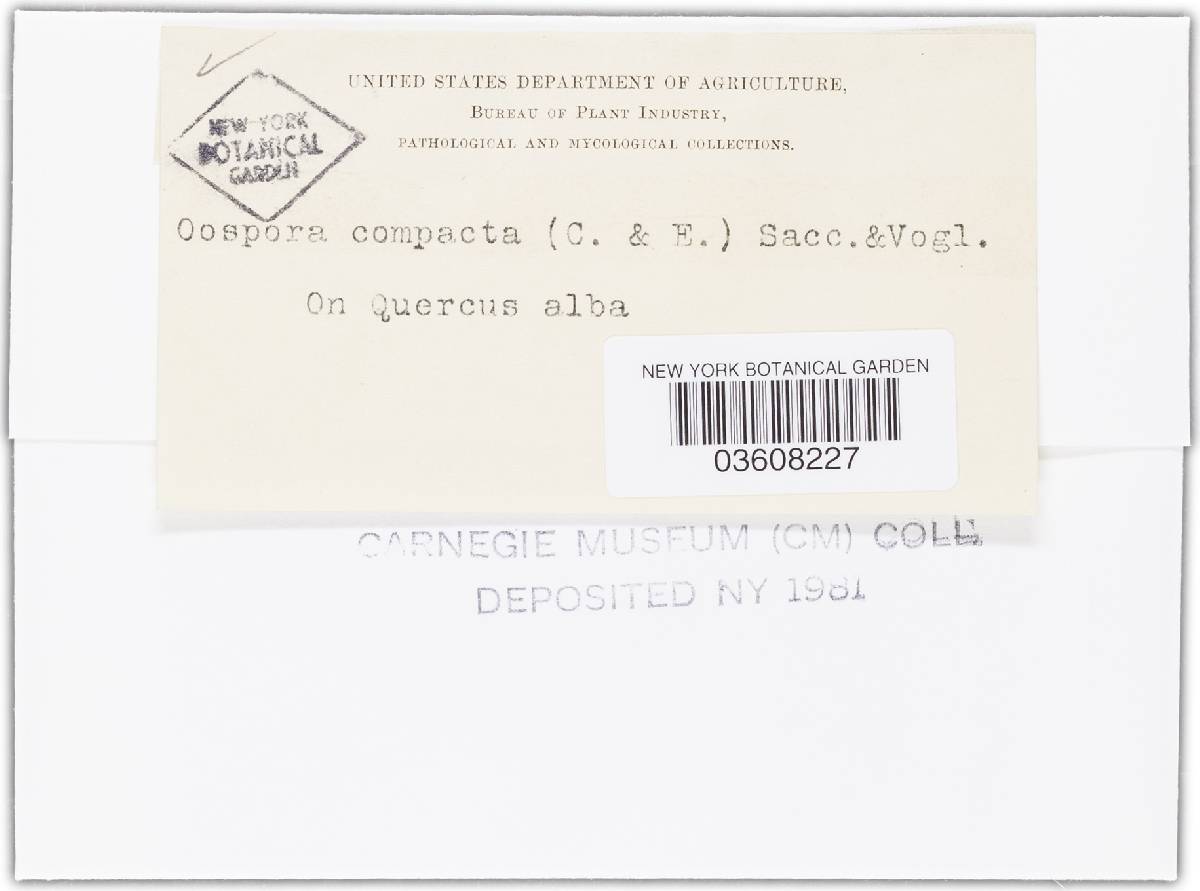 UNITED STATES DEPARTMENT OF AGRICULTURE,
BUREAU OF PLANT INDUSTRY,
PATHOLOGICAL AND MYCOLOGICAL COLLECTIONS.
NEW YORK
BOTANICAL
GARDEN
Oospora compacta (C. & E.) Sacc.&Vogl.
On Quercus alba
NEW YORK BOTANICAL GARDEN
03608227
CARNEGIE MUSEUM (CM) COLL.
DEPOSITED NY 1981